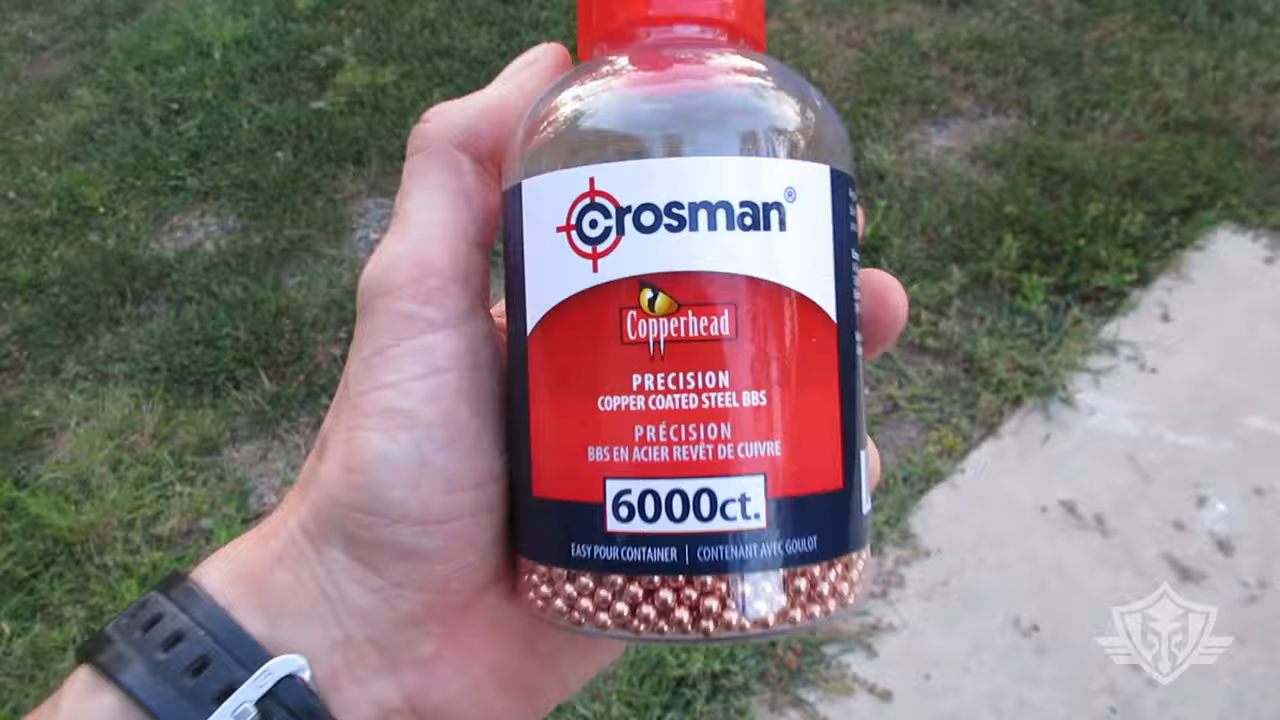 crosman®
Copperhead
PRECISION
COPPER COATED STEEL BBS
PRÉCISION
BBS EN ACIER REVÊT DE CUIVRE
6000ct.
EASY POUR CONTAINER | CONTENANT AVEC GOULOT